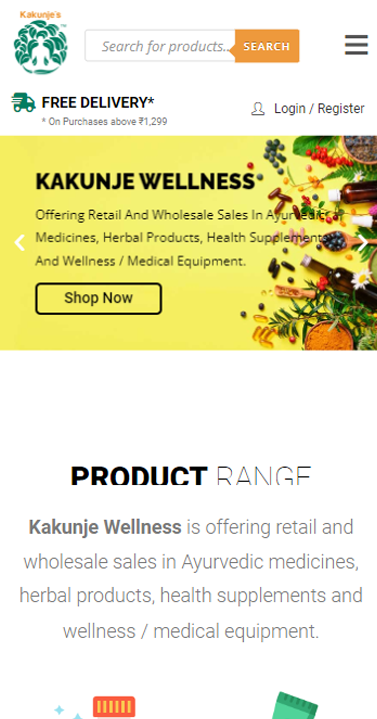 Kakunje's
Search for products...
SEARCH
FREE DELIVERY*
* On Purchases above ₹1,299
Login / Register
KAKUNJE WELLNESS
Offering Retail And Wholesale Sales In Ayurvedic
Medicines, Herbal Products, Health Supplements
And Wellness / Medical Equipment.
Shop Now
PRODUCT RANGE
Kakunje Wellness is offering retail and
wholesale sales in Ayurvedic medicines,
herbal products, health supplements and
wellness / medical equipment.